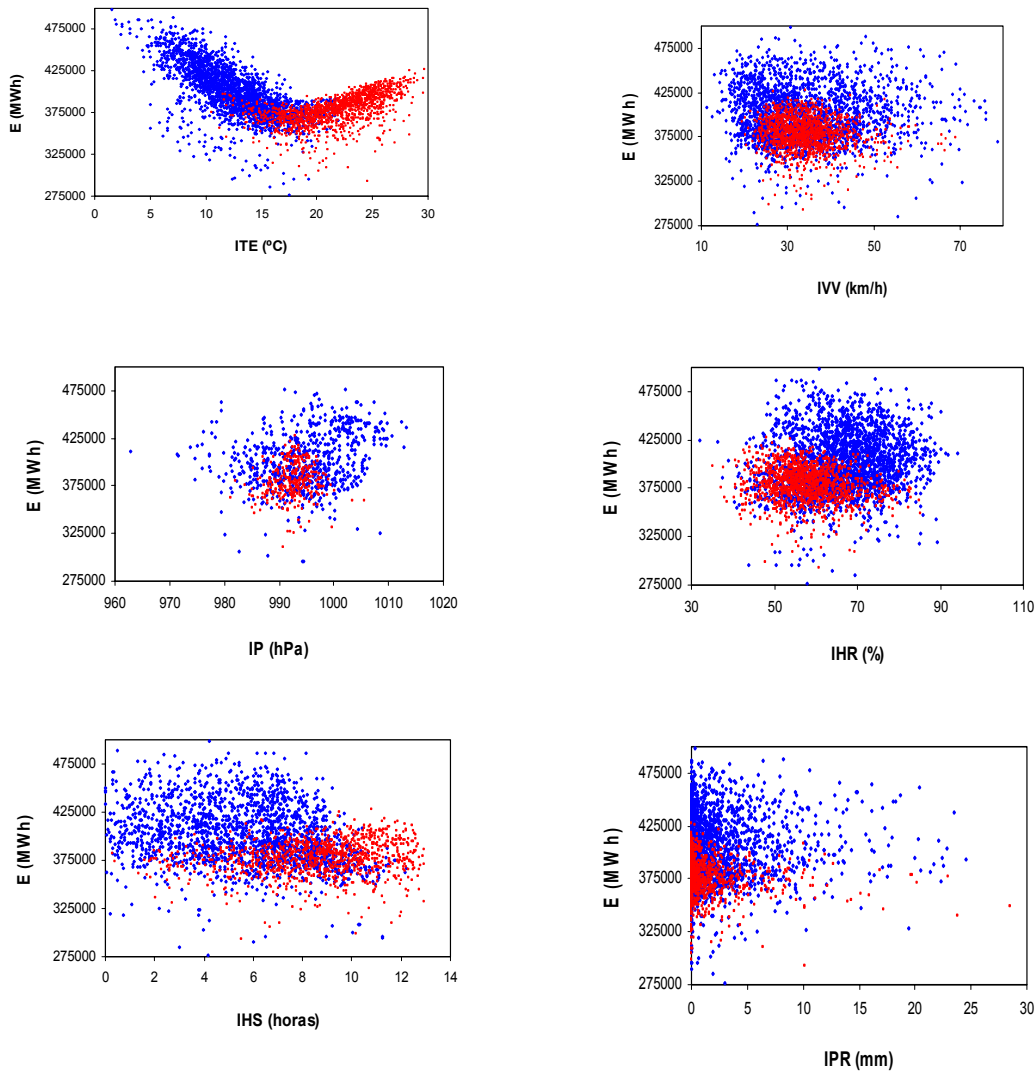 475000
425000
375000
325000
275000
E (MWh)
0 5 10 15 20 25 30
ITE (ºC)
475000
425000
375000
325000
275000
E (MW h)
10 30 50 70
IVV (km/h)
475000
425000
375000
325000
275000
E (MW h)
960 970 980 990 1000 1010 1020
IP (hPa)
475000
425000
375000
325000
275000
E (MW h)
30 50 70 90 110
IHR (%)
475000
425000
375000
325000
275000
E (MWh)
0 2 4 6 8 10 12 14
IHS (horas)
475000
425000
375000
325000
275000
E (MW h)
0 5 10 15 20 25 30
IPR (mm)